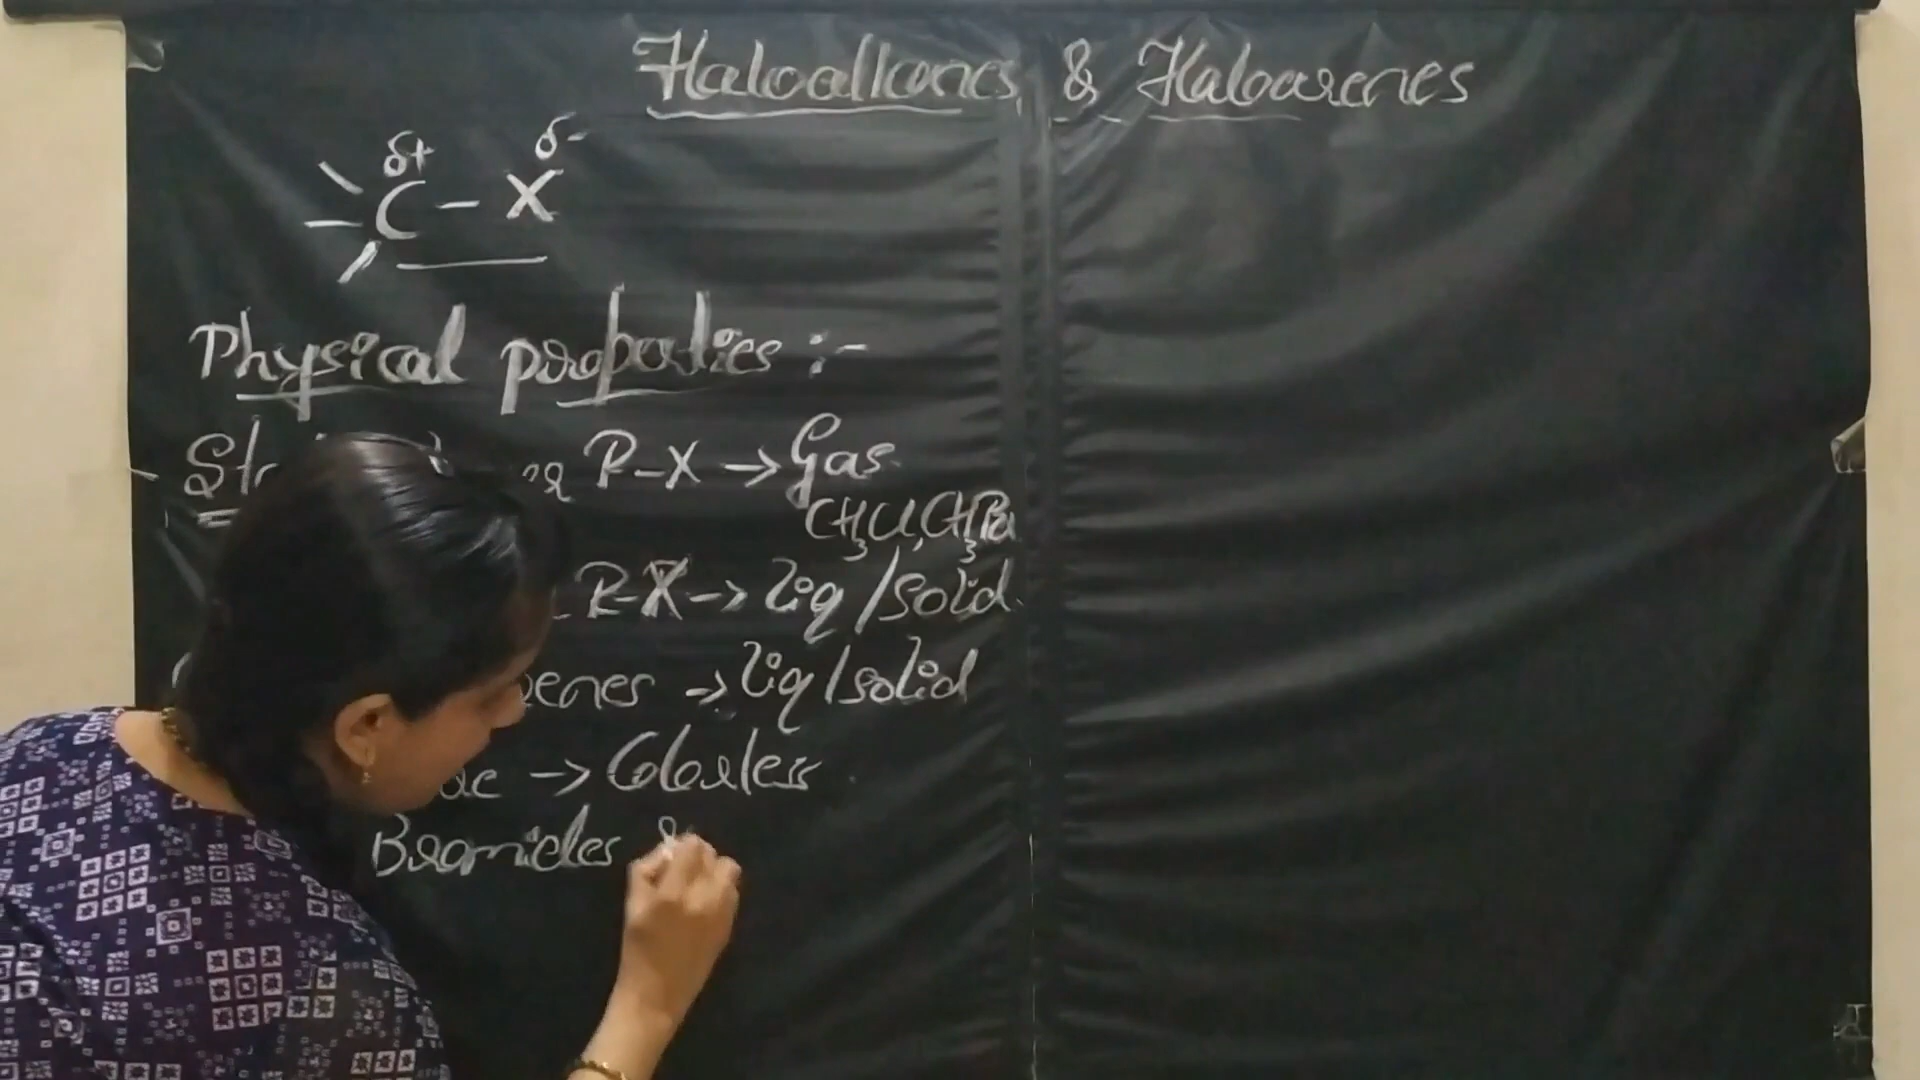 Haloalkanes & Haloarenes
δ+ δ-
C - X
Physical properties :-
R-X → Gas
CH3Cl, CH3Br
R-X → liq/solid
→ liq/solid
→ Colorless
Bromides &